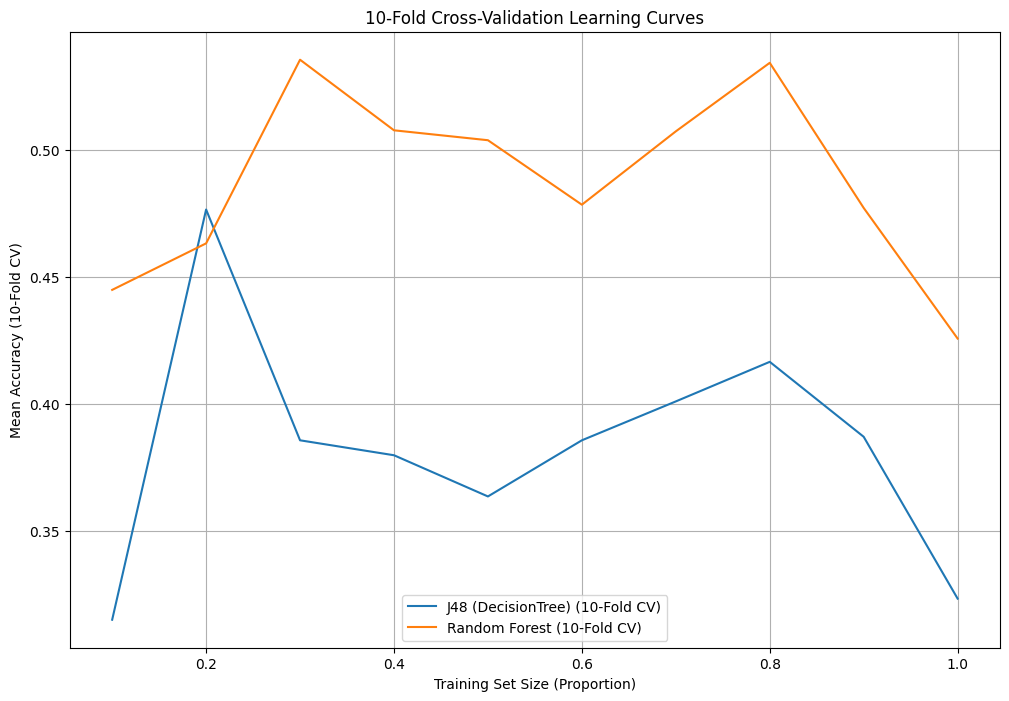 10-Fold Cross-Validation Learning Curves
Mean Accuracy (10-Fold CV)
0.50
0.45
0.40
0.35
J48 (DecisionTree) (10-Fold CV)
Random Forest (10-Fold CV)
0.2
0.4
0.6
0.8
1.0
Training Set Size (Proportion)